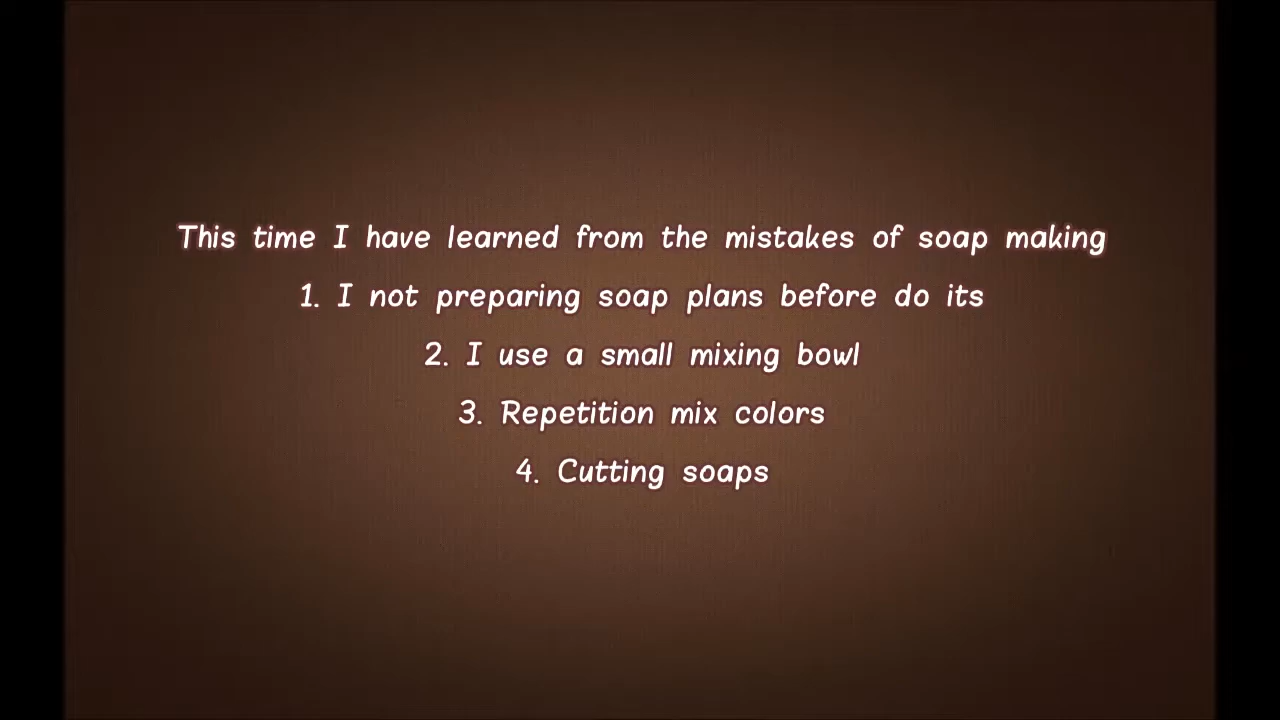 This time I have learned from the mistakes of soap making
1. I not preparing soap plans before do its
2. I use a small mixing bowl
3. Repetition mix colors
4. Cutting soaps